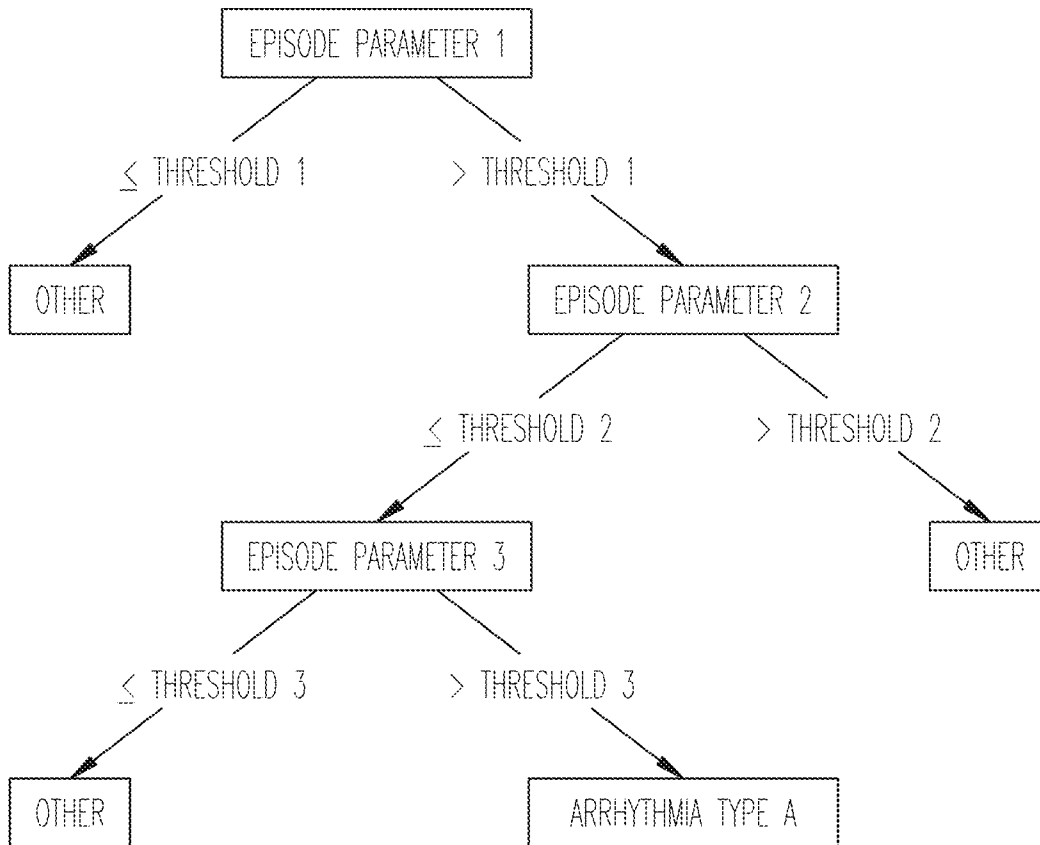 EPISODE PARAMETER 1
≤ THRESHOLD 1
> THRESHOLD 1
OTHER
EPISODE PARAMETER 2
≤ THRESHOLD 2
> THRESHOLD 2
EPISODE PARAMETER 3
OTHER
≤ THRESHOLD 3
> THRESHOLD 3
OTHER
ARRHYTHMIA TYPE A